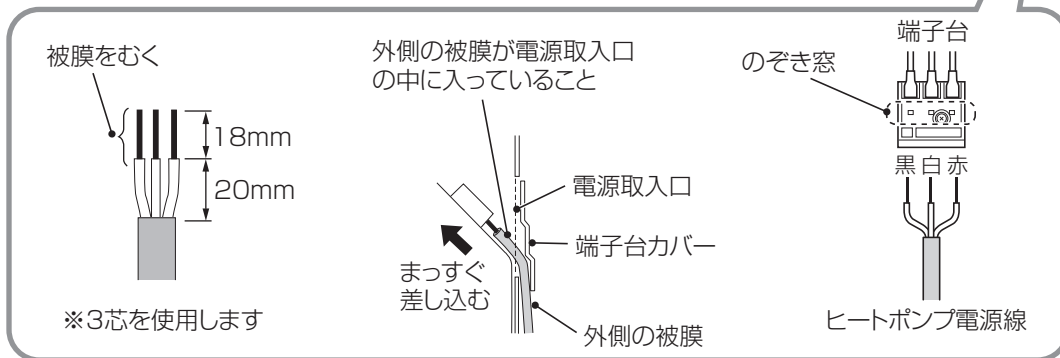 被膜をむく
18mm
20mm
※3芯を使用します
外側の被膜が電源取入口
の中に入っていること
電源取入口
端子台カバー
まっすぐ
差し込む
外側の被膜
端子台
のぞき窓
黒 白 赤
ヒートポンプ電源線